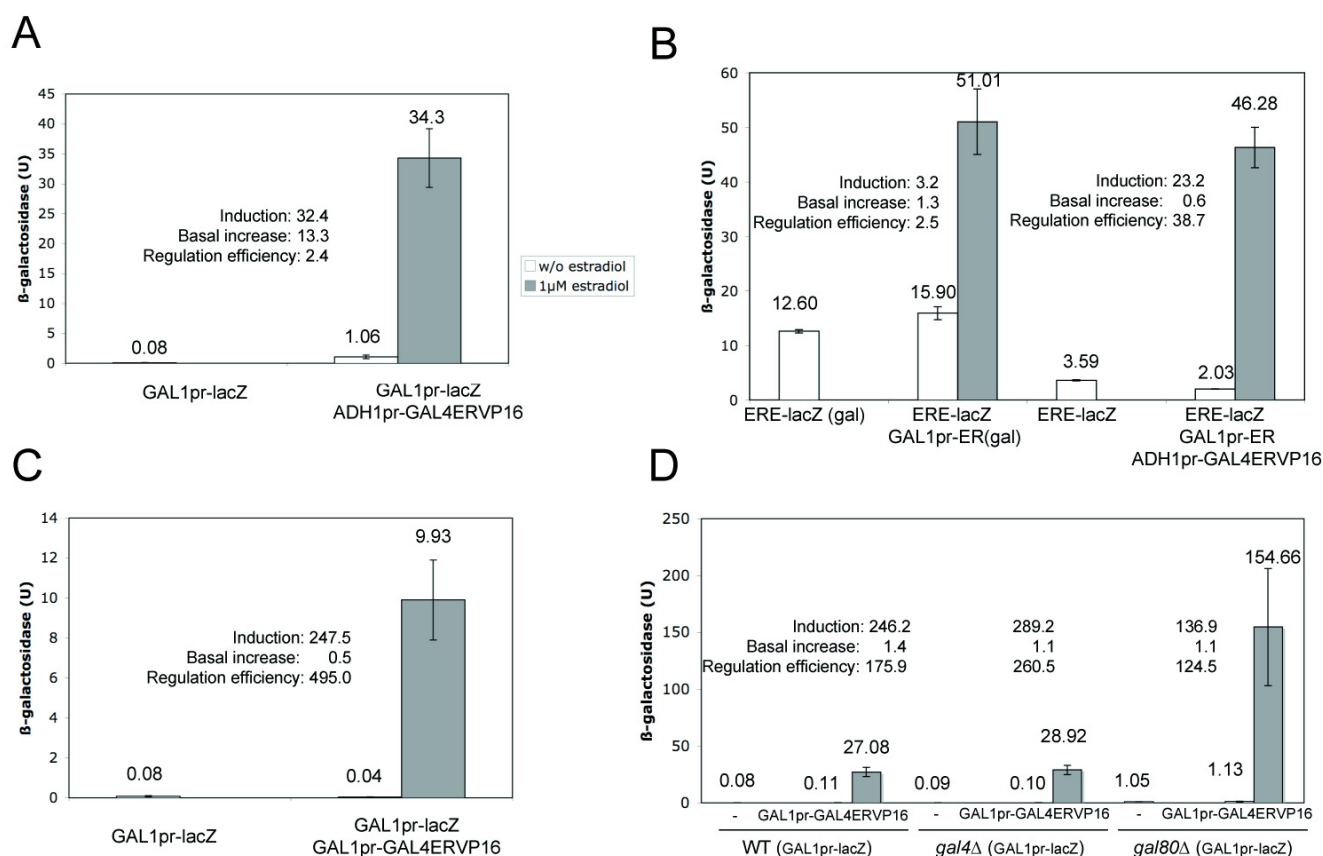 A
ß-galactosidase (U)
45
40
35
30
25
20
15
10
5
0
34.3
Induction: 32.4
Basal increase: 13.3
Regulation efficiency: 2.4
0.08
1.06
GAL1pr-lacZ
GAL1pr-lacZ
ADH1pr-GAL4ERVP16
w/o estradiol
1µM estradiol
B
ß-galactosidase (U)
60
50
40
30
20
10
0
51.01
46.28
Induction: 3.2
Basal increase: 1.3
Regulation efficiency: 2.5
Induction: 23.2
Basal increase: 0.6
Regulation efficiency: 38.7
12.60
15.90
3.59
2.03
ERE-lacZ (gal)
ERE-lacZ
GAL1pr-ER(gal)
ERE-lacZ
ERE-lacZ
GAL1pr-ER
ADH1pr-GAL4ERVP16
C
ß-galactosidase (U)
14
12
10
8
6
4
2
0
9.93
Induction: 247.5
Basal increase: 0.5
Regulation efficiency: 495.0
0.08
0.04
GAL1pr-lacZ
GAL1pr-lacZ
GAL1pr-GAL4ERVP16
D
ß-galactosidase (U)
250
200
150
100
50
0
154.66
Induction: 246.2 289.2 136.9
Basal increase: 1.4 1.1 1.1
Regulation efficiency: 175.9 260.5 124.5
0.08 0.11 27.08 0.09 0.10 28.92 1.05 1.13
- GAL1pr-GAL4ERVP16 - GAL1pr-GAL4ERVP16 - GAL1pr-GAL4ERVP16
WT (GAL1pr-lacZ) gal4Δ (GAL1pr-lacZ) gal80Δ (GAL1pr-lacZ)